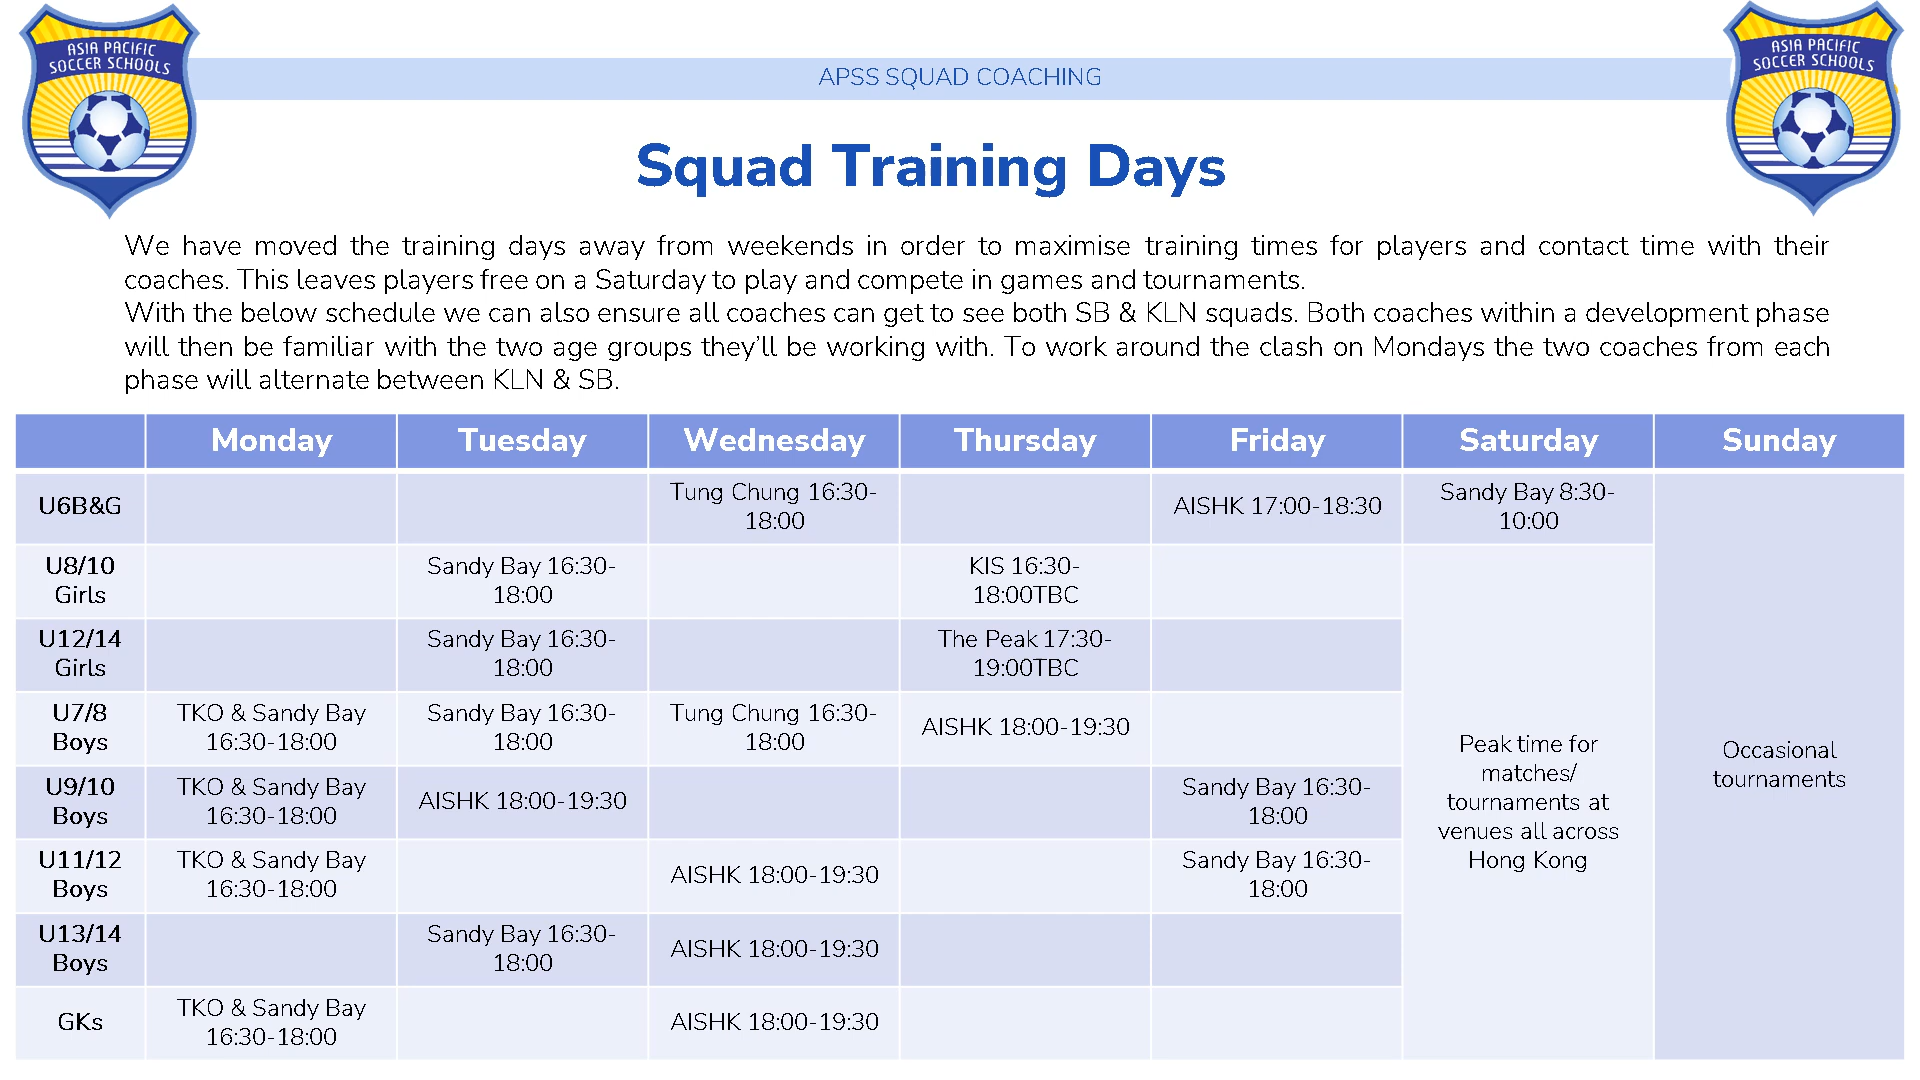 ASIA PACIFIC
SOCCER SCHOOLS
ASIA PACIFIC
SOCCER SCHOOLS
APSS SQUAD COACHING
Squad Training Days
We have moved the training days away from weekends in order to maximise training times for players and contact time with their
coaches. This leaves players free on a Saturday to play and compete in games and tournaments.
With the below schedule we can also ensure all coaches can get to see both SB & KLN squads. Both coaches within a development phase
will then be familiar with the two age groups they’ll be working with. To work around the clash on Mondays the two coaches from each
phase will alternate between KLN & SB.
Monday Tuesday Wednesday Thursday Friday Saturday Sunday
U6B&G
Tung Chung 16:30-
18:00
AISHK 17:00-18:30
Sandy Bay 8:30-
10:00
U8/10
Girls
Sandy Bay 16:30-
18:00
KIS 16:30-
18:00TBC
U12/14
Girls
Sandy Bay 16:30-
18:00
The Peak 17:30-
19:00TBC
U7/8
Boys
TKO & Sandy Bay
16:30-18:00
Sandy Bay 16:30-
18:00
Tung Chung 16:30-
18:00
AISHK 18:00-19:30
U9/10
Boys
TKO & Sandy Bay
16:30-18:00
AISHK 18:00-19:30
Sandy Bay 16:30-
18:00
U11/12
Boys
TKO & Sandy Bay
16:30-18:00
AISHK 18:00-19:30
Sandy Bay 16:30-
18:00
U13/14
Boys
Sandy Bay 16:30-
18:00
AISHK 18:00-19:30
GKs
TKO & Sandy Bay
16:30-18:00
AISHK 18:00-19:30
Peak time for
matches/
tournaments at
venues all across
Hong Kong
Occasional
tournaments